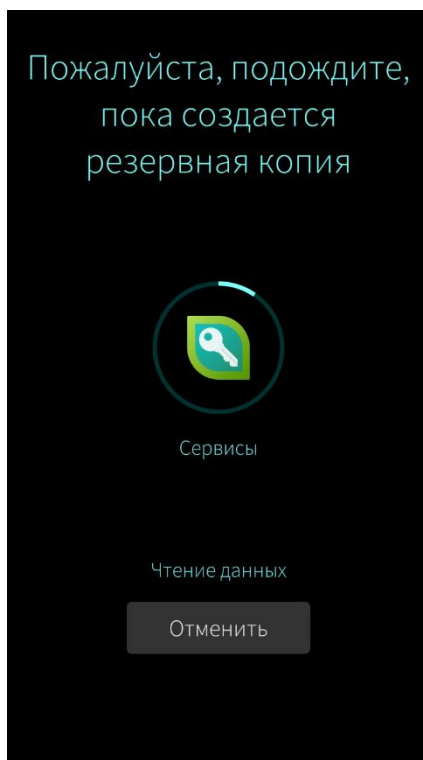 Пожалуйста, подождите,
пока создается
резервная копия
Сервисы
Чтение данных
Отменить